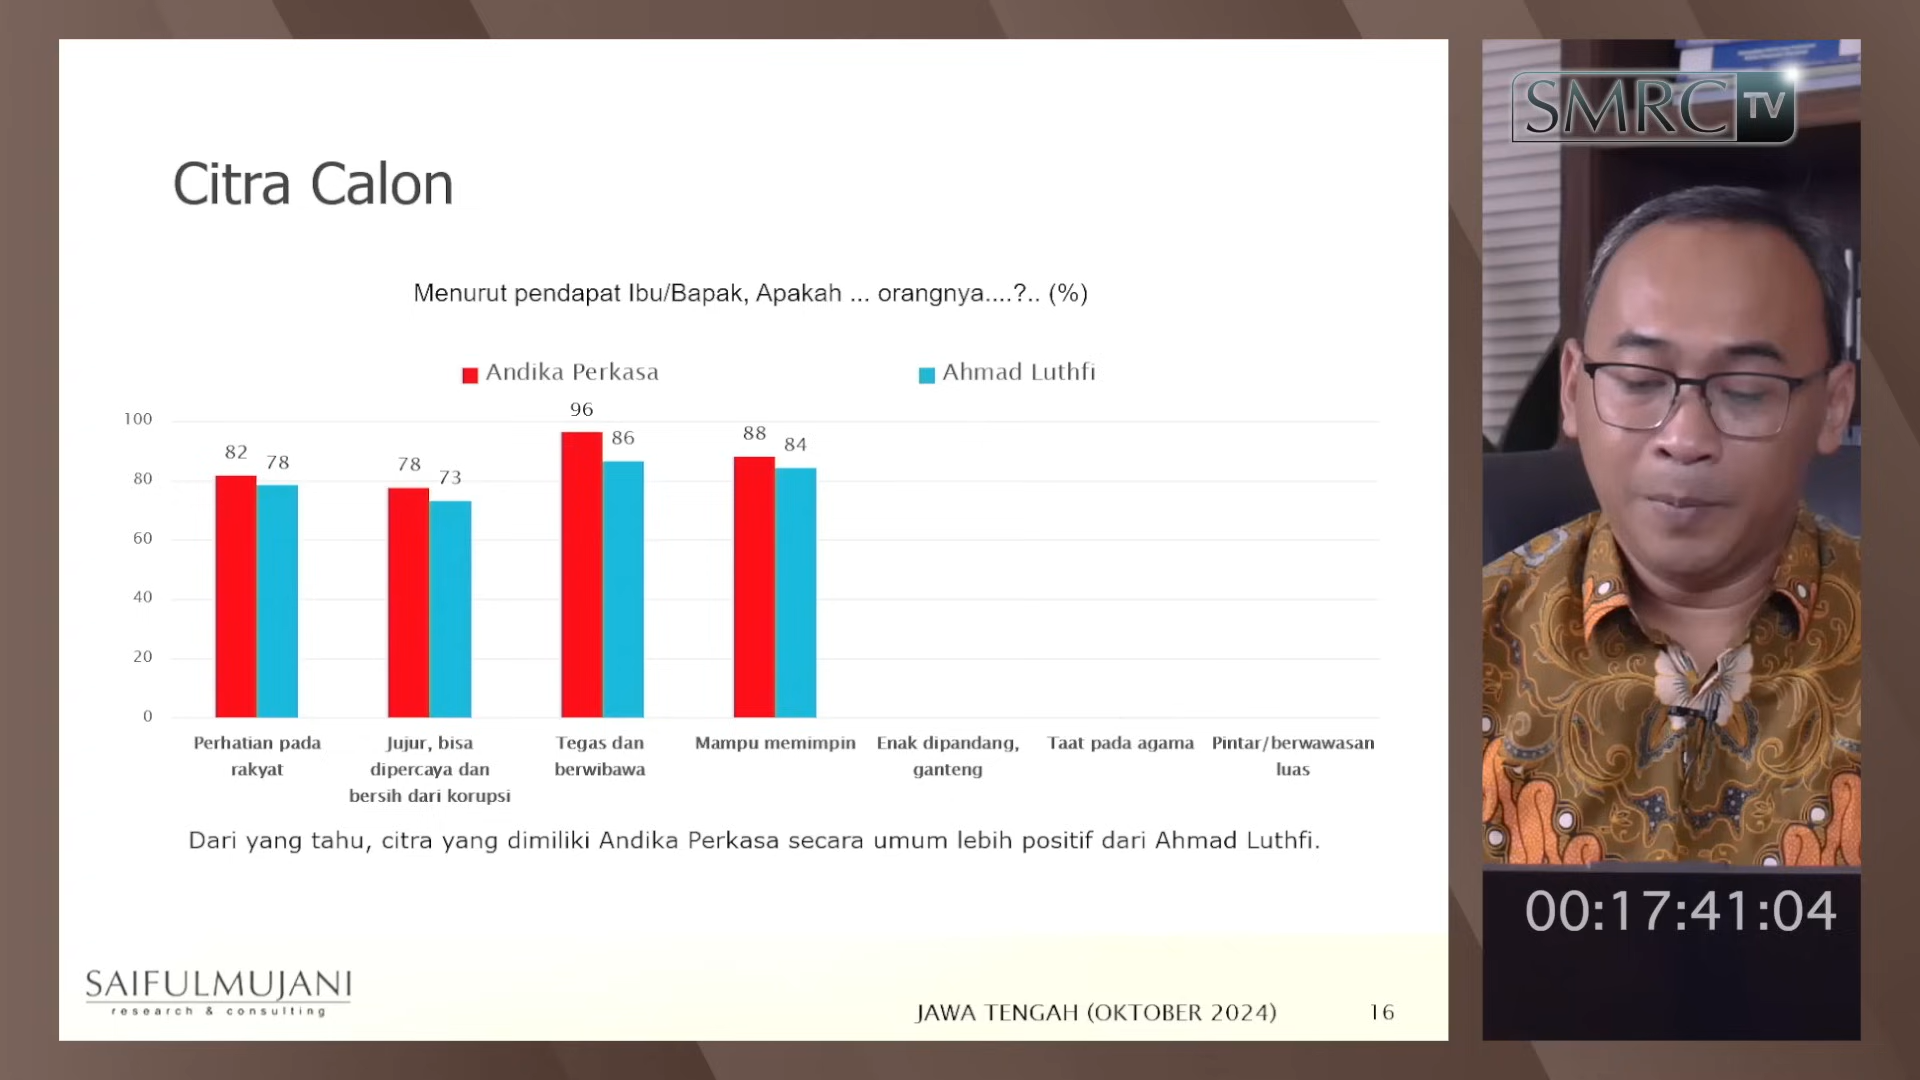 SMRC TV
Citra Calon
Menurut pendapat Ibu/Bapak, Apakah ... orangnya....?.. (%)
Andika Perkasa
Ahmad Luthfi
100
80
60
40
20
0
82
78
78
73
96
86
88
84
Perhatian pada
rakyat
Jujur, bisa
dipercaya dan
bersih dari korupsi
Tegas dan
berwibawa
Mampu memimpin
Enak dipandang,
ganteng
Taat pada agama
Pintar/berwawasan
luas
Dari yang tahu, citra yang dimiliki Andika Perkasa secara umum lebih positif dari Ahmad Luthfi.
00:17:41:04
SAIFULMUJANI
research & consulting
JAWA TENGAH (OKTOBER 2024)
16